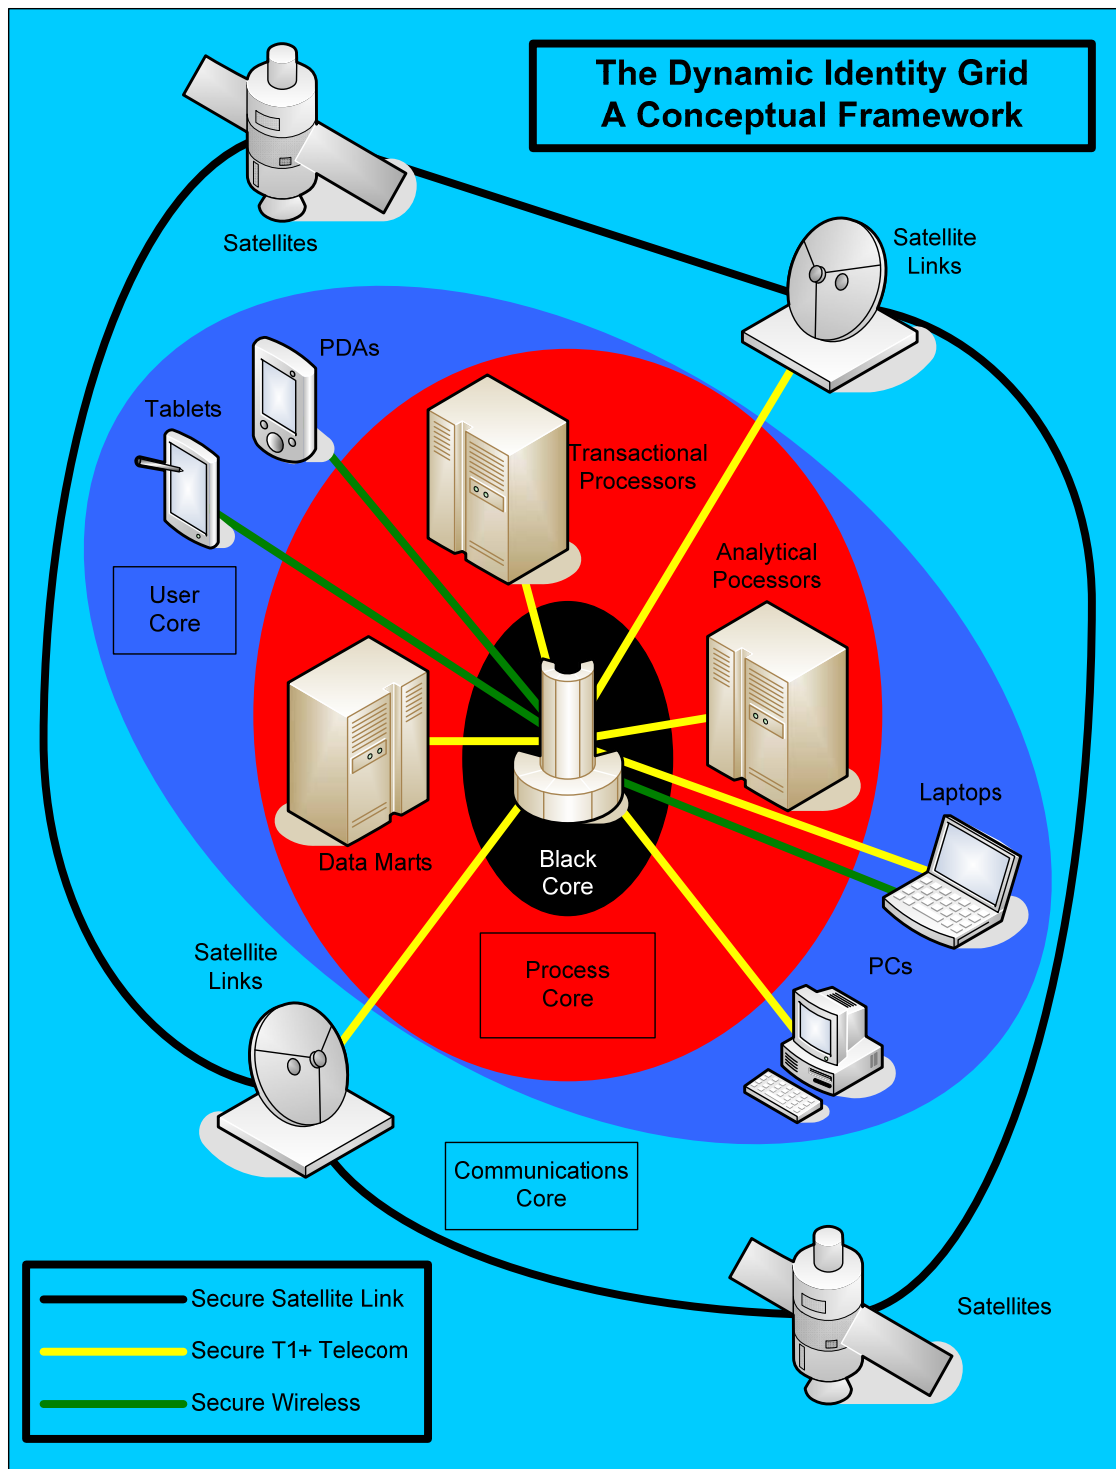 The Dynamic Identity Grid
A Conceptual Framework
Satellites
Satellite
Links
PDAs
Tablets
Transactional
Processors
Analytical
Pocessors
User
Core
Laptops
Data Marts
Black
Core
Satellite
Links
Process
Core
PCs
Communications
Core
Satellites
Secure Satellite Link
Secure T1+ Telecom
Secure Wireless